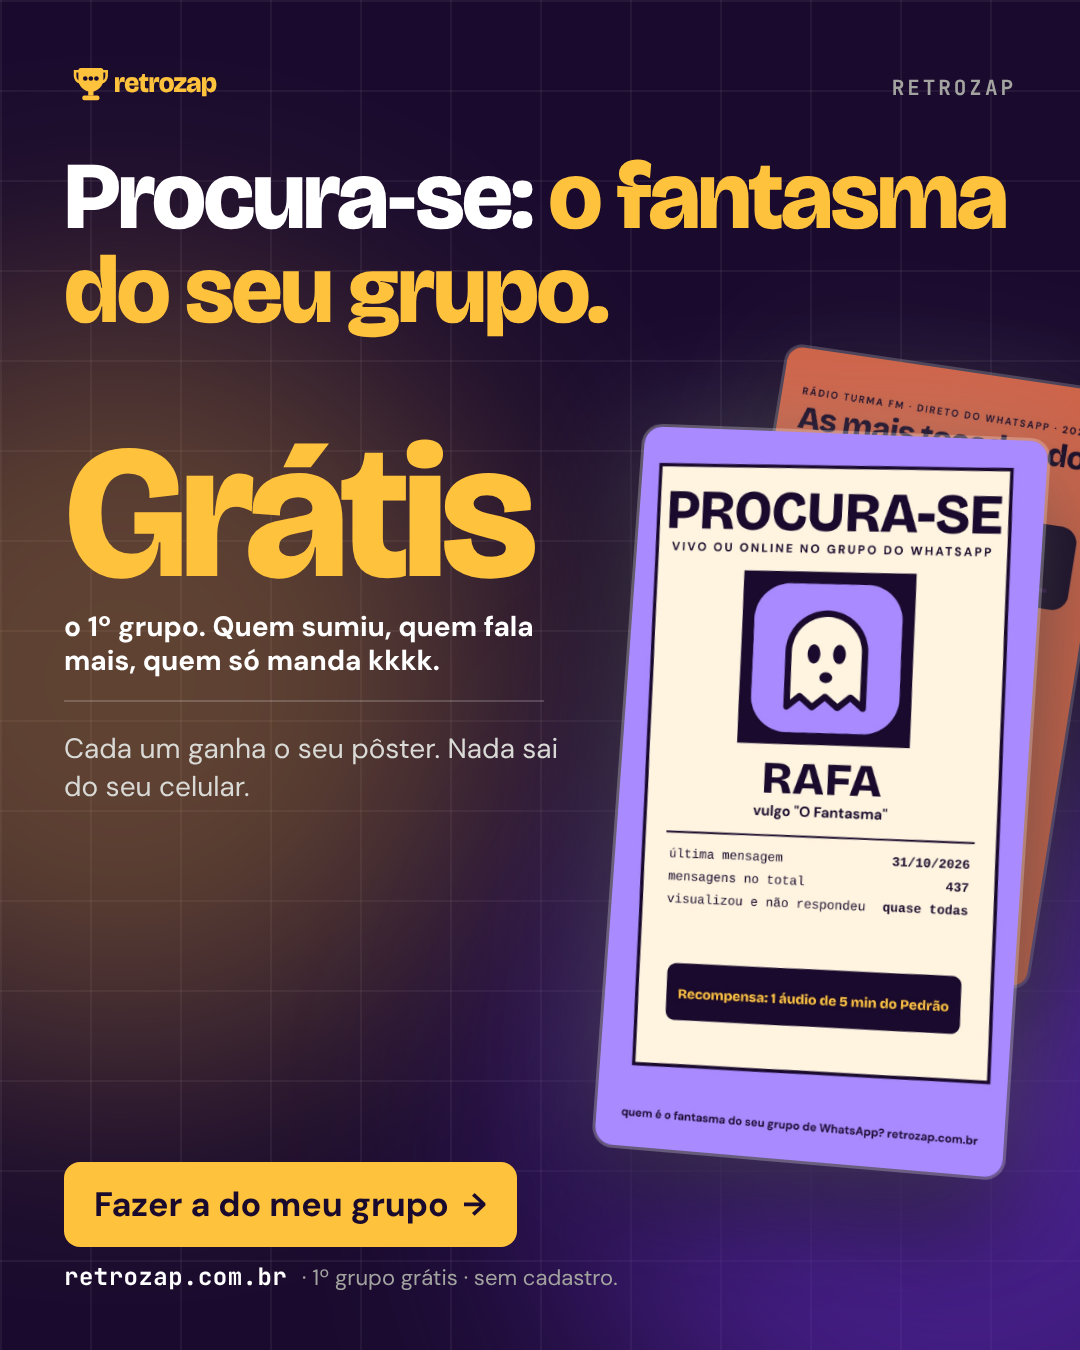 retrozap
RETROZAP
Procura-se: o fantasma
do seu grupo.
Grátis
o 1º grupo. Quem sumiu, quem fala
mais, quem só manda kkkk.
Cada um ganha o seu pôster. Nada sai
do seu celular.
RÁDIO TURMA FM · DIRETO DO WHATSAPP ·
As mais
PROCURA-SE
VIVO OU ONLINE NO GRUPO DO WHATSAPP
RAFA
vulgo "O Fantasma"
última mensagem 31/10/2026
mensagens no total 437
visualizou e não respondeu quase todas
Recompensa: 1 áudio de 5 min do Pedrão
quem é o fantasma do seu grupo de WhatsApp? retrozap.com.br
Fazer a do meu grupo →
retrozap.com.br · 1º grupo grátis · sem cadastro.